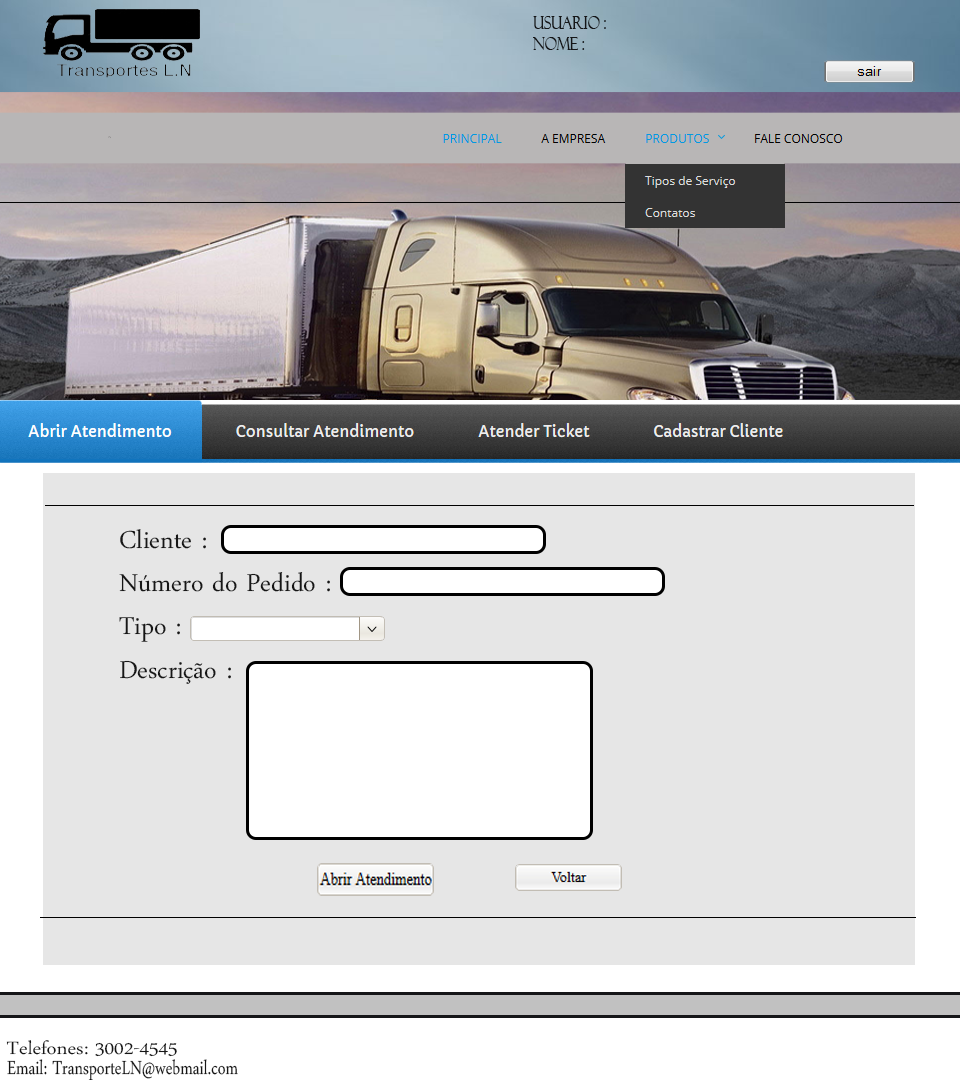 Transportes L.N
USUARIO :
NOME :
sair
PRINCIPAL A EMPRESA PRODUTOS FALE CONOSCO
Tipos de Serviço
Contatos
Abrir Atendimento Consultar Atendimento Atender Ticket Cadastrar Cliente
Cliente :
Número do Pedido :
Tipo :
Descrição :
Abrir Atendimento Voltar
Telefones: 3002-4545
Email: TransporteLN@webmail.com